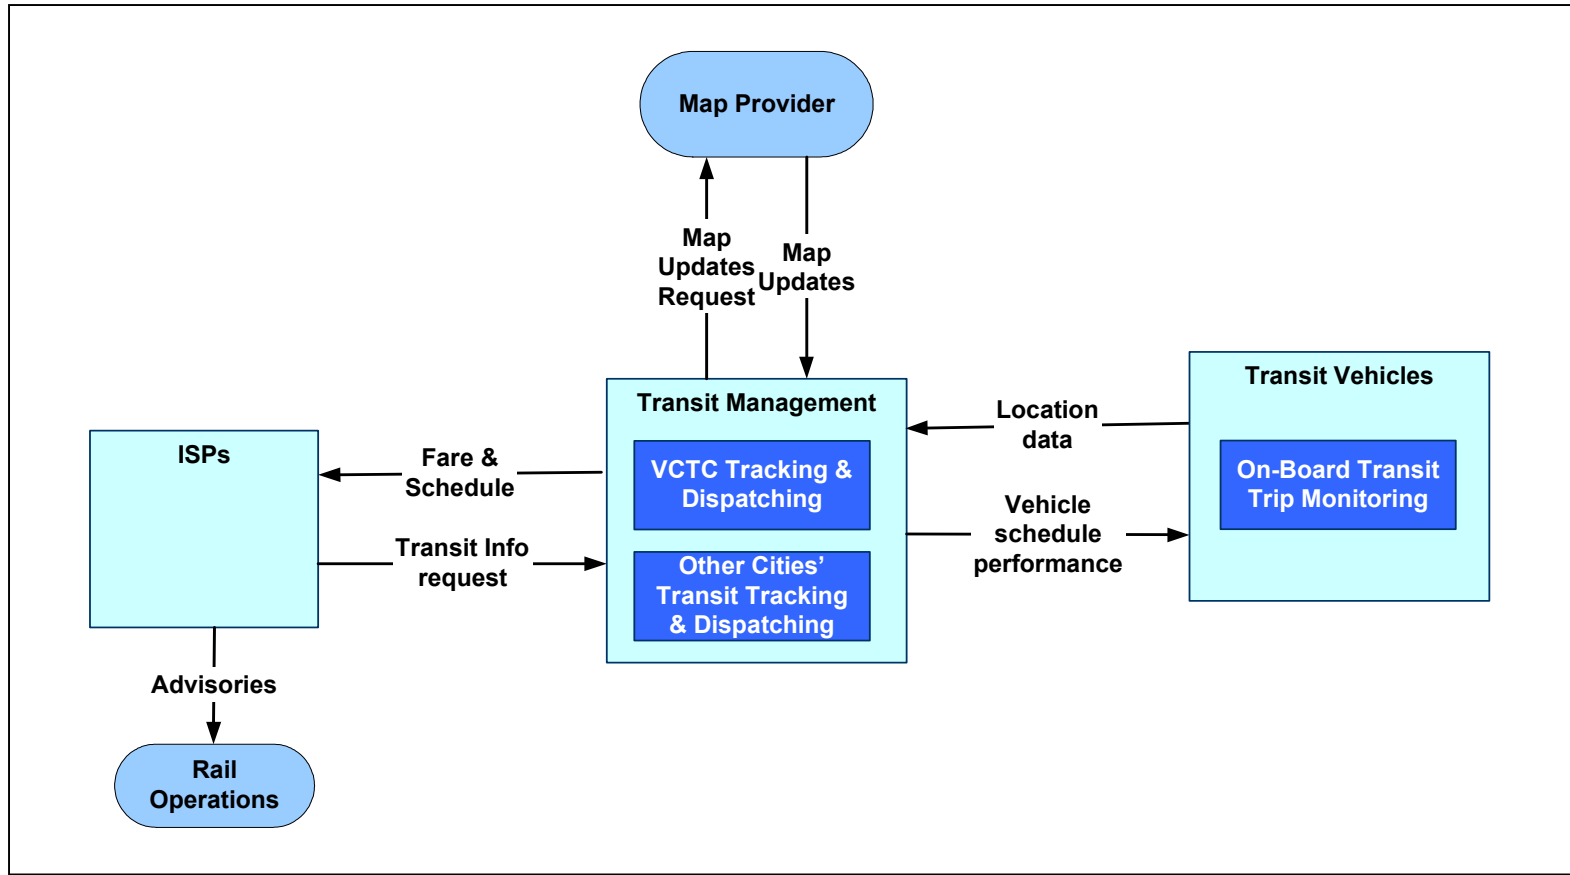 Map Provider
Map
Updates
Request
Map
Updates
Transit Management
VCTC Tracking &
Dispatching
Other Cities’
Transit Tracking
& Dispatching
Transit Vehicles
On-Board Transit
Trip Monitoring
Location
data
Vehicle
schedule
performance
ISPs
Fare &
Schedule
Transit Info
request
Advisories
Rail
Operations